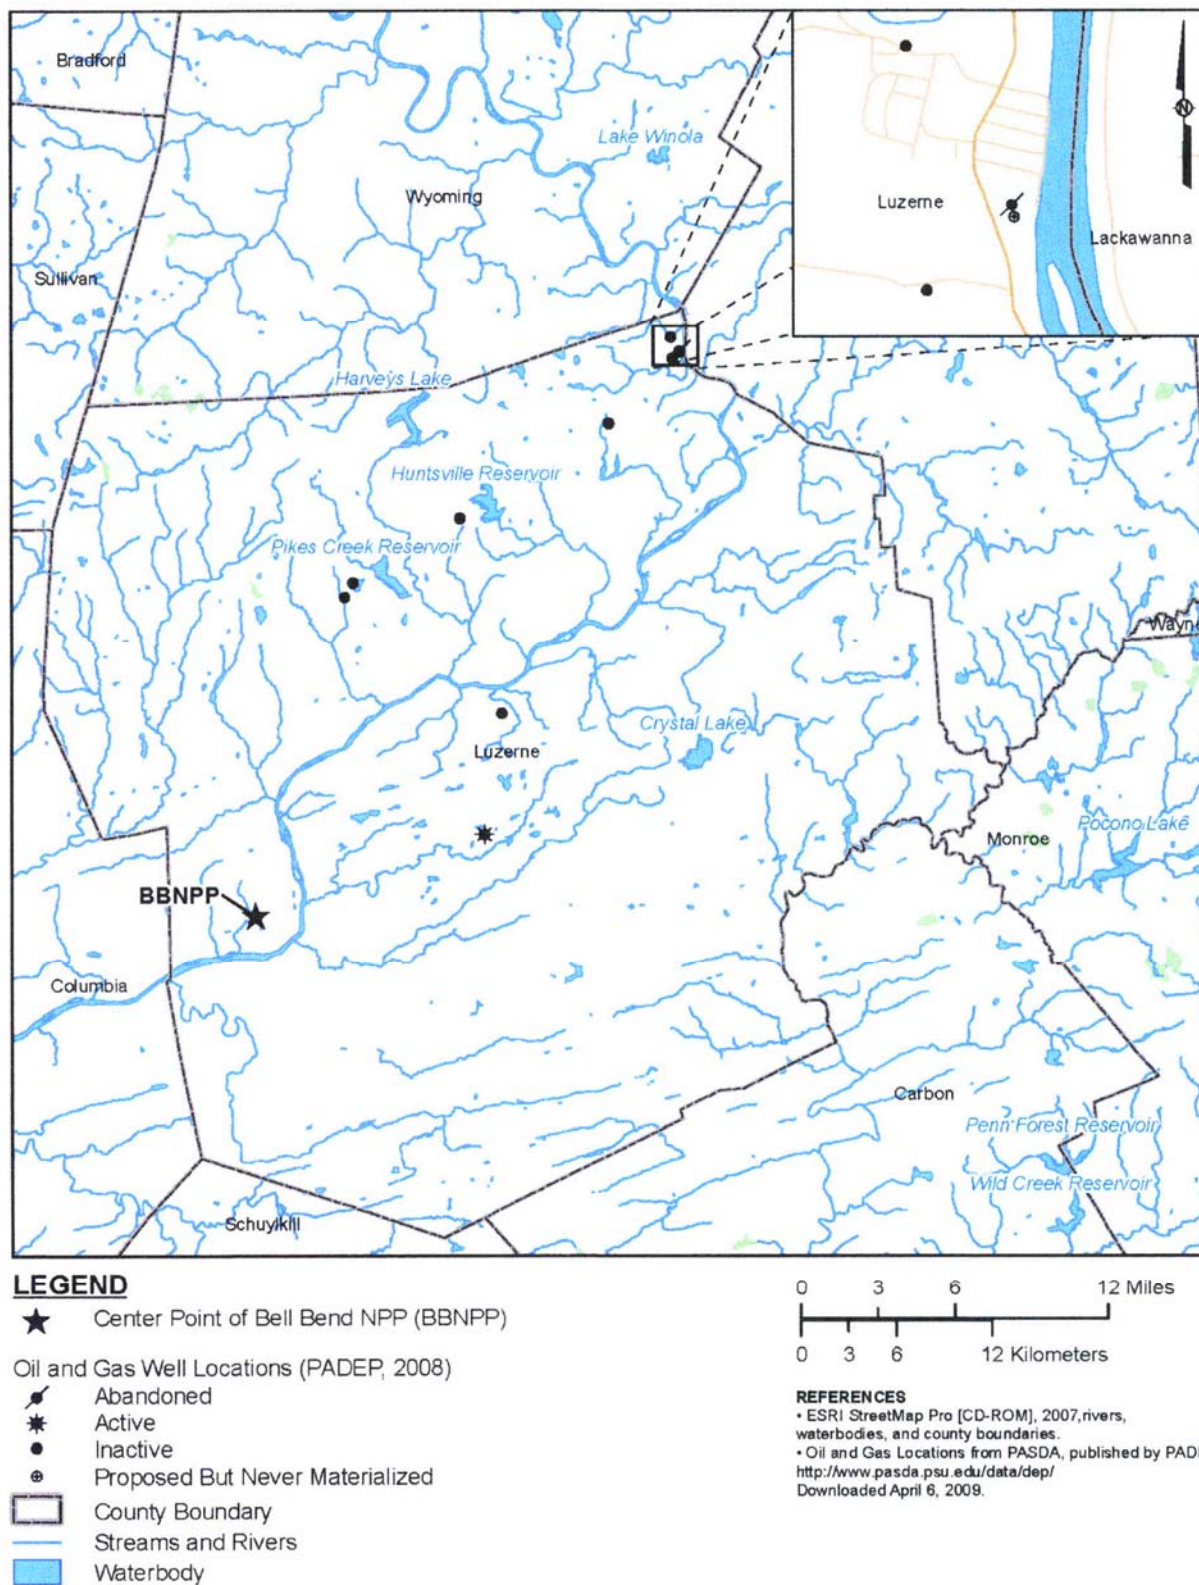 Bradford
Lake Winola
Wyoming
Sullivan
Luzerne
Lackawanna
N
Harveys Lake
Huntsville Reservoir
Pikes Creek Reservoir
Wayne
Crystal Lake
Luzerne
Monroe
Pocono Lake
BBNPP
Columbia
Carbon
Penn Forest Reservoir
Wild Creek Reservoir
Schuylkill
LEGEND
Center Point of Bell Bend NPP (BBNPP)
Oil and Gas Well Locations (PADEP, 2008)
Abandoned
Active
Inactive
Proposed But Never Materialized
County Boundary
Streams and Rivers
Waterbody
0 3 6 12 Miles
0 3 6 12 Kilometers
REFERENCES
• ESRI StreetMap Pro [CD-ROM], 2007,rivers,
waterbodies, and county boundaries.
• Oil and Gas Locations from PASDA, published by
http://www.pasda.psu.edu/data/dep/
Downloaded April 6, 2009.